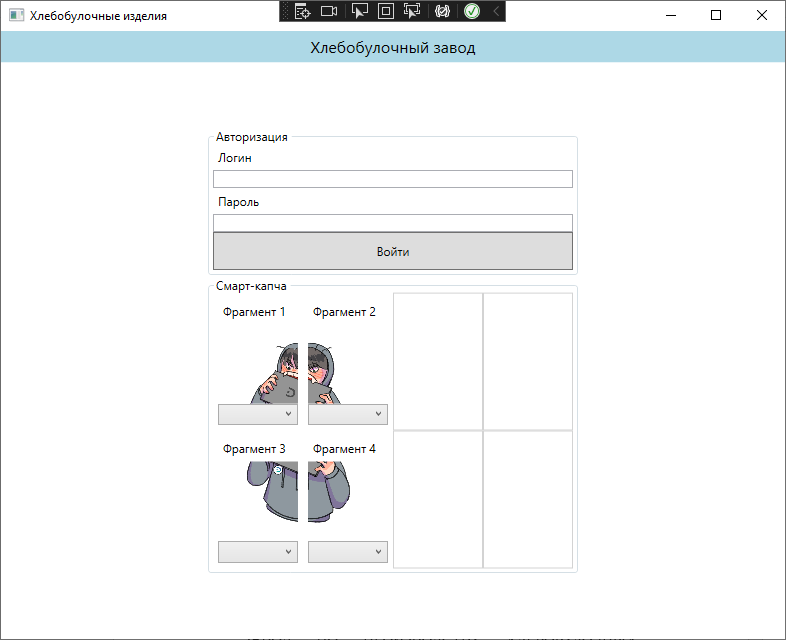 Хлебобулочные изделия
Хлебобулочный завод
Авторизация
Логин
Пароль
Войти
Смарт-капча
Фрагмент 1
Фрагмент 2
Фрагмент 3
Фрагмент 4